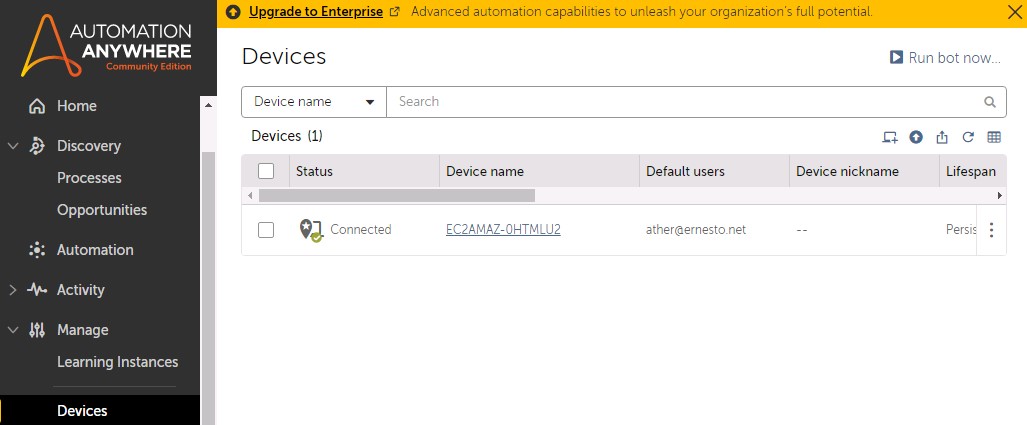 Upgrade to Enterprise Advanced automation capabilities to unleash your organization's full potential.
AUTOMATION
ANYWHERE
Community Edition
Home
Discovery
Processes
Opportunities
Automation
Activity
Manage
Learning Instances
Devices
Devices
Run bot now...
Device name Search
Devices (1)
Status Device name Default users Device nickname Lifespan
Connected EC2AMAZ-0HTMLU2 ather@ernesto.net -- Persis